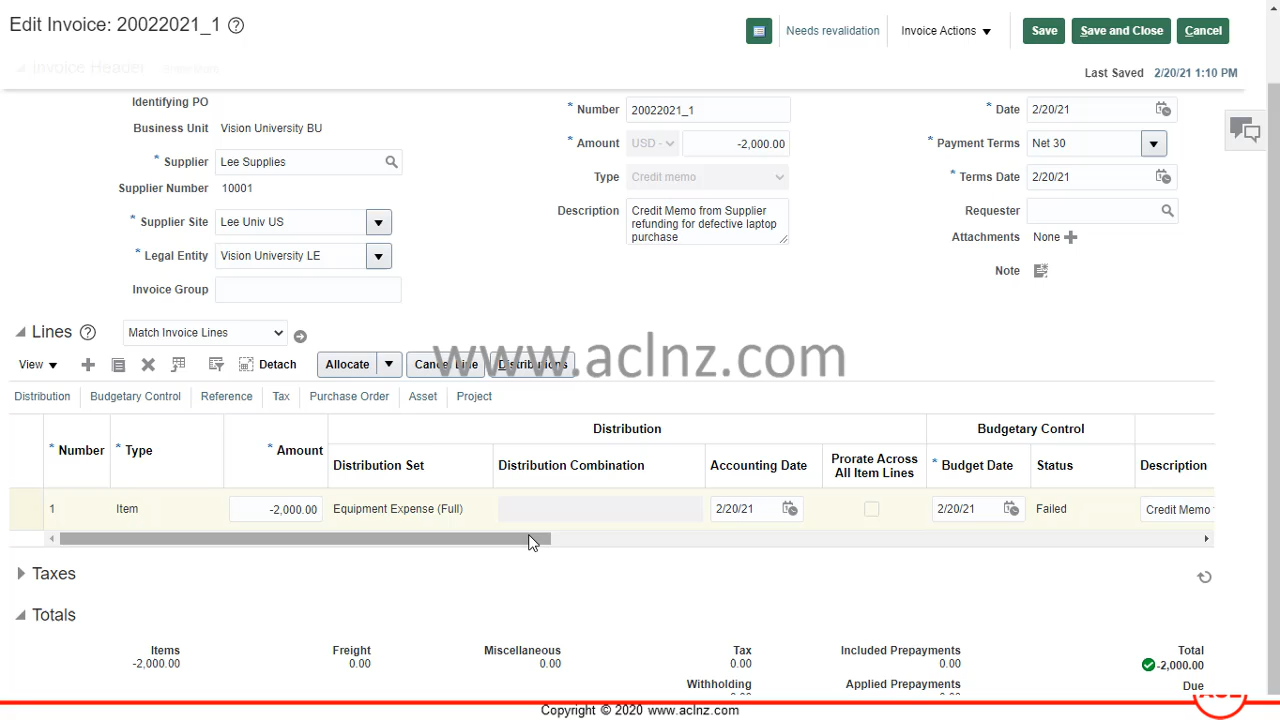 Edit Invoice: 20022021_1
Needs revalidation
Invoice Actions
Save
Save and Close
Cancel
Invoice Header
Last Saved 2/20/21 1:10 PM
Identifying PO
Business Unit Vision University BU
* Supplier Lee Supplies
Supplier Number 10001
* Supplier Site Lee Univ US
* Legal Entity Vision University LE
Invoice Group
* Number 20022021_1
* Amount USD - -2,000.00
Type Credit memo
Description Credit Memo from Supplier
refunding for defective laptop
purchase
* Date 2/20/21
* Payment Terms Net 30
* Terms Date 2/20/21
Requester
Attachments None
Note
Lines Match Invoice Lines
View Detach Allocate Cancel Line Distributions
www.aclnz.com
Distribution Budgetary Control Reference Tax Purchase Order Asset Project
Distribution Budgetary Control
* Number * Type * Amount Distribution Set Distribution Combination Accounting Date Prorate Across
All Item Lines * Budget Date Status Description
1 Item -2,000.00 Equipment Expense (Full) 2/20/21 2/20/21 Failed Credit Memo
Taxes
Totals
Items Freight Miscellaneous Tax Included Prepayments Total
-2,000.00 0.00 0.00 0.00 0.00 -2,000.00
Withholding Applied Prepayments Due
Copyright © 2020 www.aclnz.com